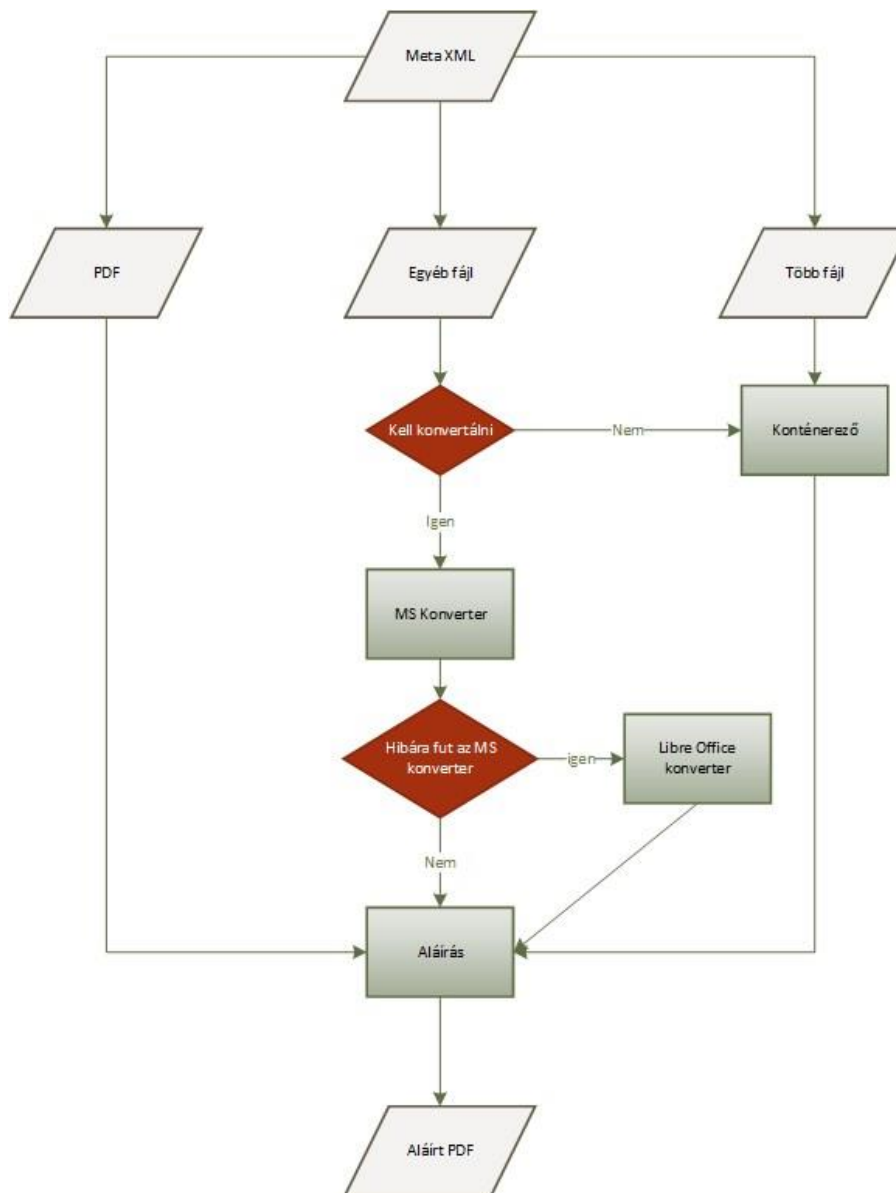 Meta XML
PDF
Egyéb fájl
Több fájl
Kell konvertálni
Nem
Konténerező
Igen
MS Konverter
Hibára fut az MS
konverter
igen
Libre Office
konverter
Nem
Aláírás
Aláírt PDF